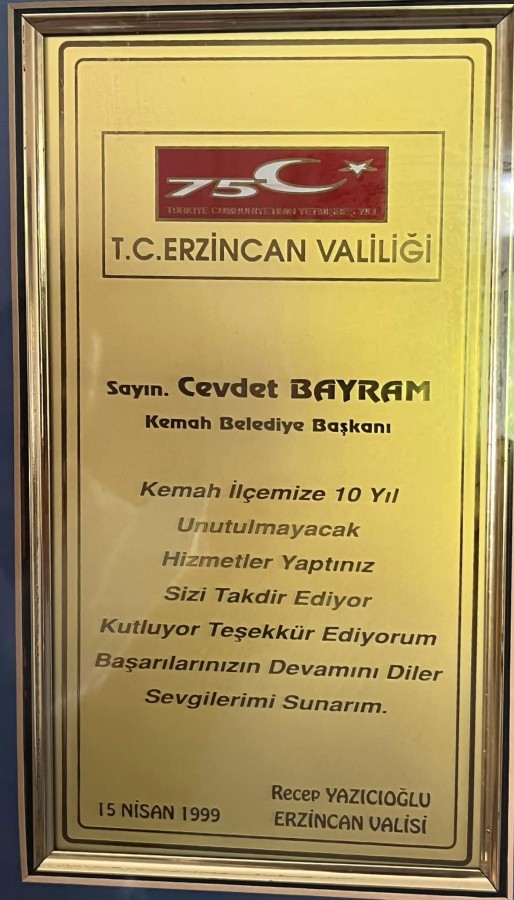 75
TÜRKİYE CUMHURİYETİNİN YETMİŞBEŞ YILI
T.C.ERZİNCAN VALİLİĞİ
Sayın. Cevdet BAYRAM
Kemah Belediye Başkanı
Kemah İlçemize 10 Yıl
Unutulmayacak
Hizmetler Yaptınız
Sizi Takdir Ediyor
Kutluyor Teşekkür Ediyorum
Başarılarınızın Devamını Diler
Sevgilerimi Sunarım.
15 NİSAN 1999
Recep YAZICIOĞLU
ERZİNCAN VALİSİ